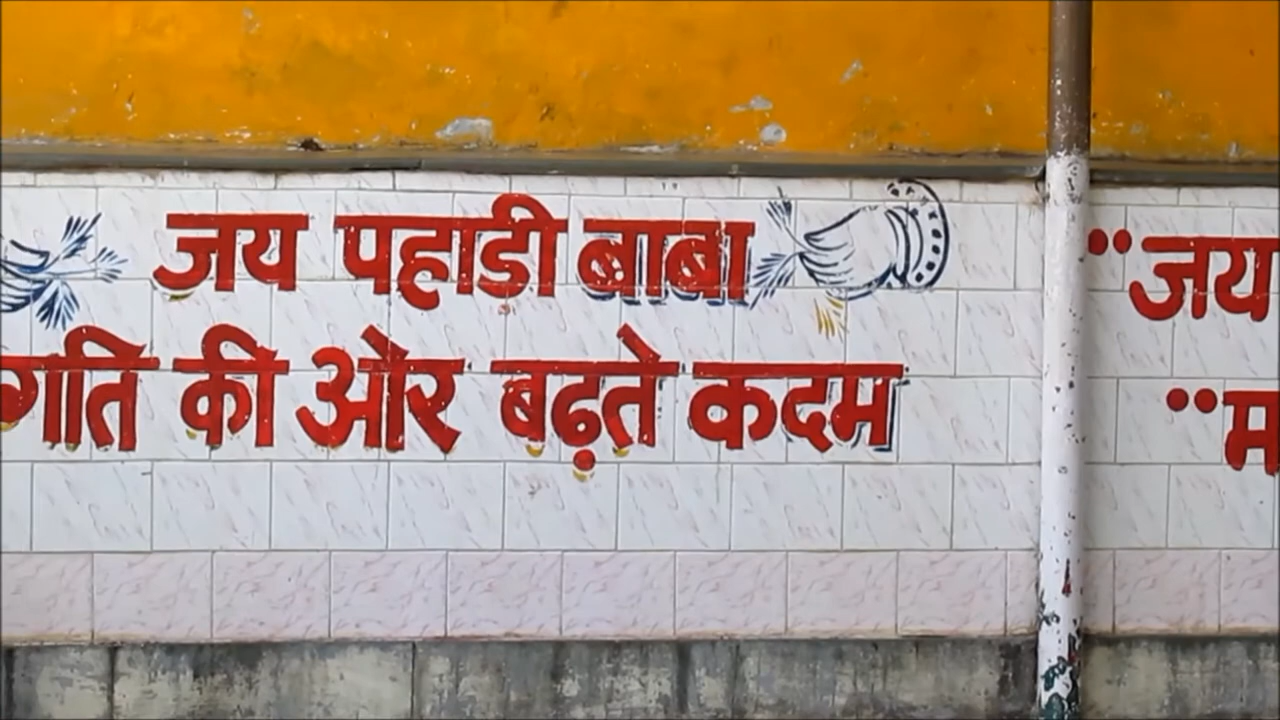 जय पहाडी बाबा
गति की ओर बढ़ते कदम
"जय
"म